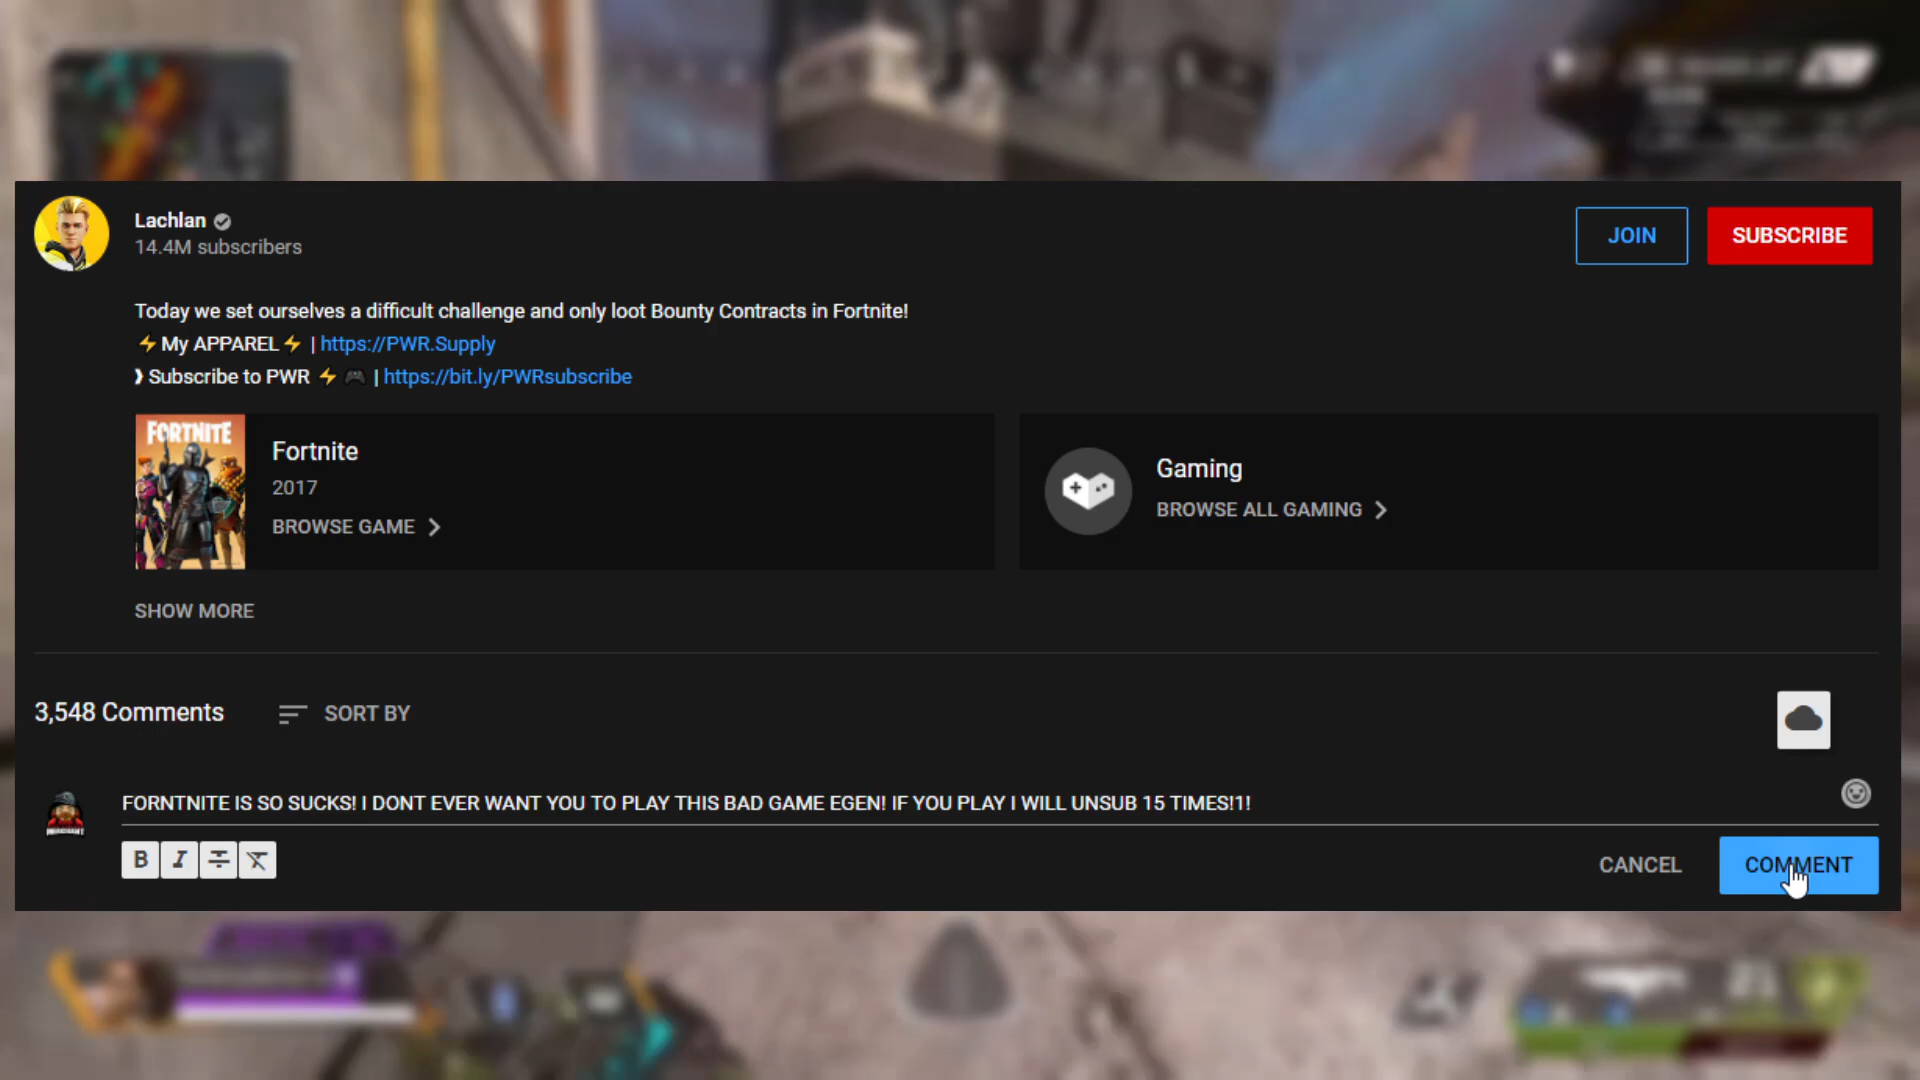 Lachlan
14.4M subscribers
JOIN
SUBSCRIBE
Today we set ourselves a difficult challenge and only loot Bounty Contracts in Fortnite!
⚡My APPAREL⚡ | https://PWR.Supply
❫ Subscribe to PWR ⚡ 🎮 | https://bit.ly/PWRsubscribe
FORTNITE
Fortnite
2017
BROWSE GAME
Gaming
BROWSE ALL GAMING
SHOW MORE
3,548 Comments
SORT BY
FORNTNITE IS SO SUCKS! I DONT EVER WANT YOU TO PLAY THIS BAD GAME EGEN! IF YOU PLAY I WILL UNSUB 15 TIMES!1!
B I
CANCEL
COMMENT